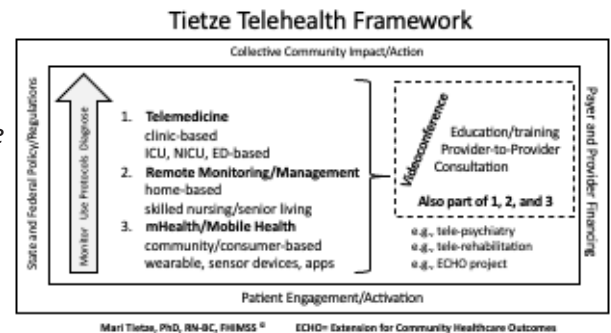 Tietze Telehealth Framework
Collective Community Impact/Action
State and Federal Policy/Regulations
Monitor Use Protocols Diagnose
1. Telemedicine
clinic-based
ICU, NICU, ED-based
2. Remote Monitoring/Management
home-based
skilled nursing/senior living
3. mHealth/Mobile Health
community/consumer-based
wearable, sensor devices, apps
Videoconference
Education/training
Provider-to-Provider
Consultation
Also part of 1, 2, and 3
e.g., tele-psychiatry
e.g., tele-rehabilitation
e.g., ECHO project
Payer and Provider Financing
Patient Engagement/Activation
Mari Tietze, PhD, RN-BC, FHIMSS © ECHO= Extension for Community Healthcare Outcomes